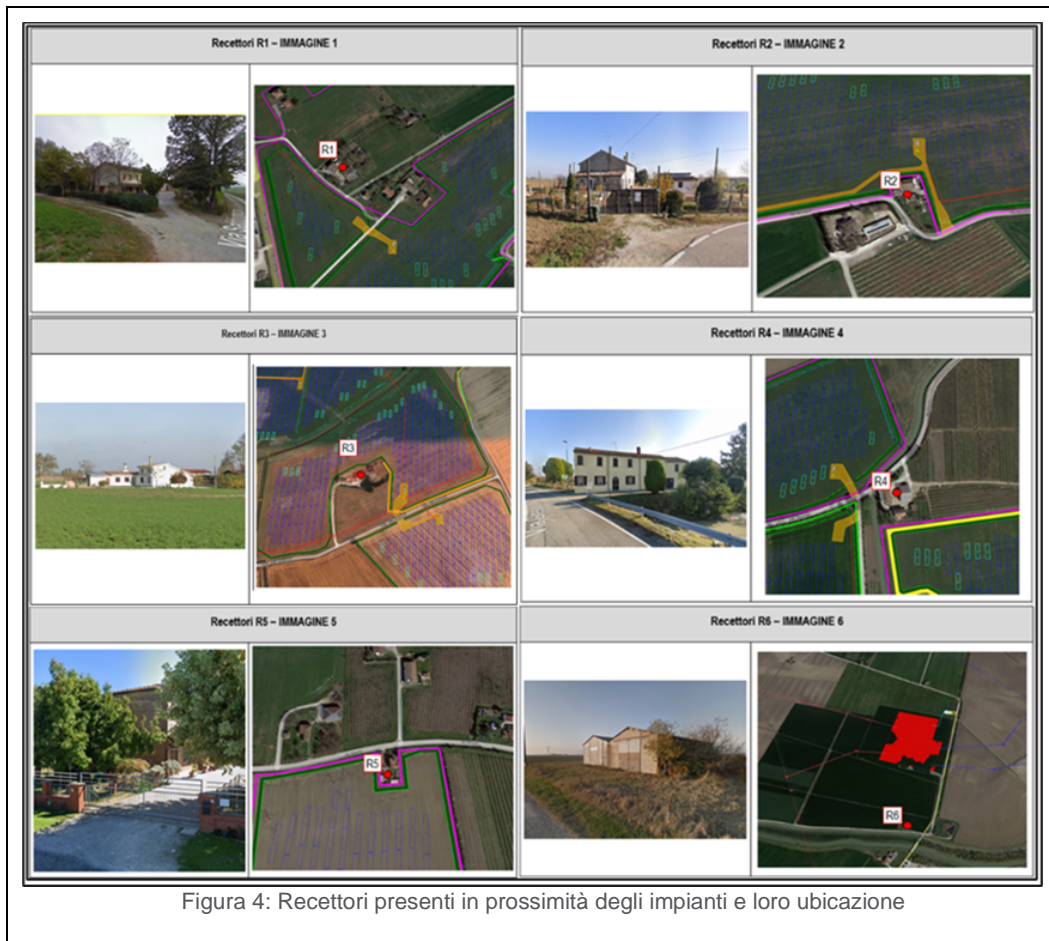 Recettori R1 – IMMAGINE 1
Recettori R2 – IMMAGINE 2
R1
R2
Recettori R3 – IMMAGINE 3
Recettori R4 – IMMAGINE 4
R3
R4
Recettori R5 – IMMAGINE 5
Recettori R6 – IMMAGINE 6
R5
R6
Figura 4: Recettori presenti in prossimità degli impianti e loro ubicazione